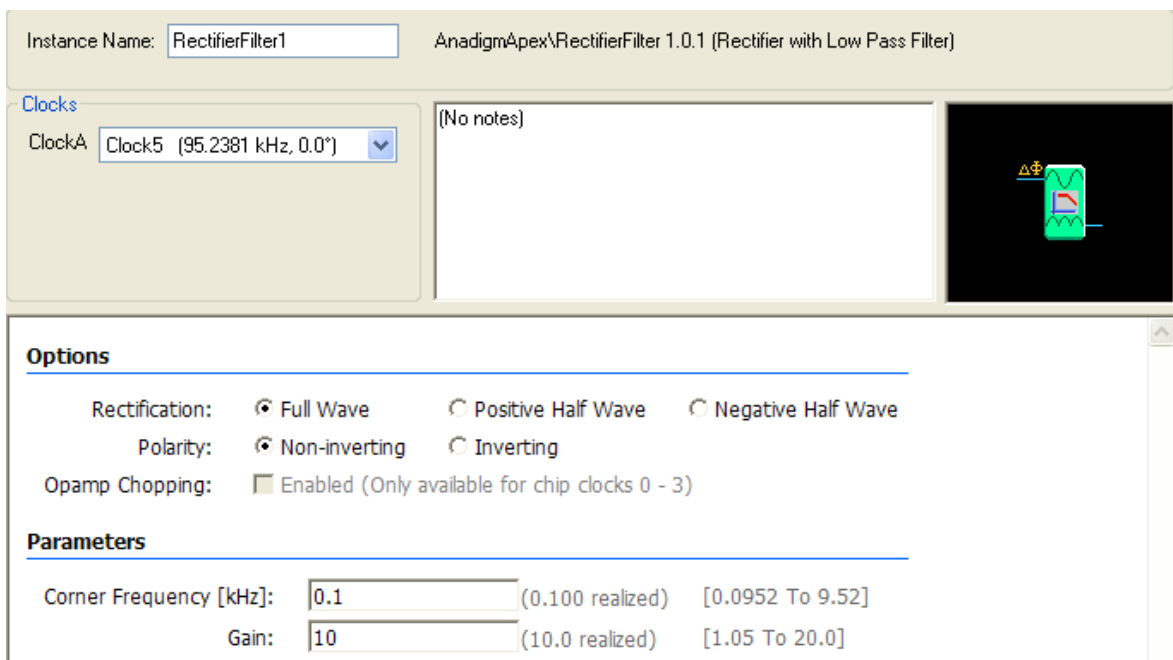 Instance Name: RectifierFilter1 AnadigmApex\RectifierFilter 1.0.1 (Rectifier with Low Pass Filter)
Clocks
ClockA Clock5 (95.2381 kHz, 0.0°)
(No notes)
ΔΦ
Options
Rectification: Full Wave Positive Half Wave Negative Half Wave
Polarity: Non-inverting Inverting
Opamp Chopping: Enabled (Only available for chip clocks 0 - 3)
Parameters
Corner Frequency [kHz]: 0.1 (0.100 realized) [0.0952 To 9.52]
Gain: 10 (10.0 realized) [1.05 To 20.0]